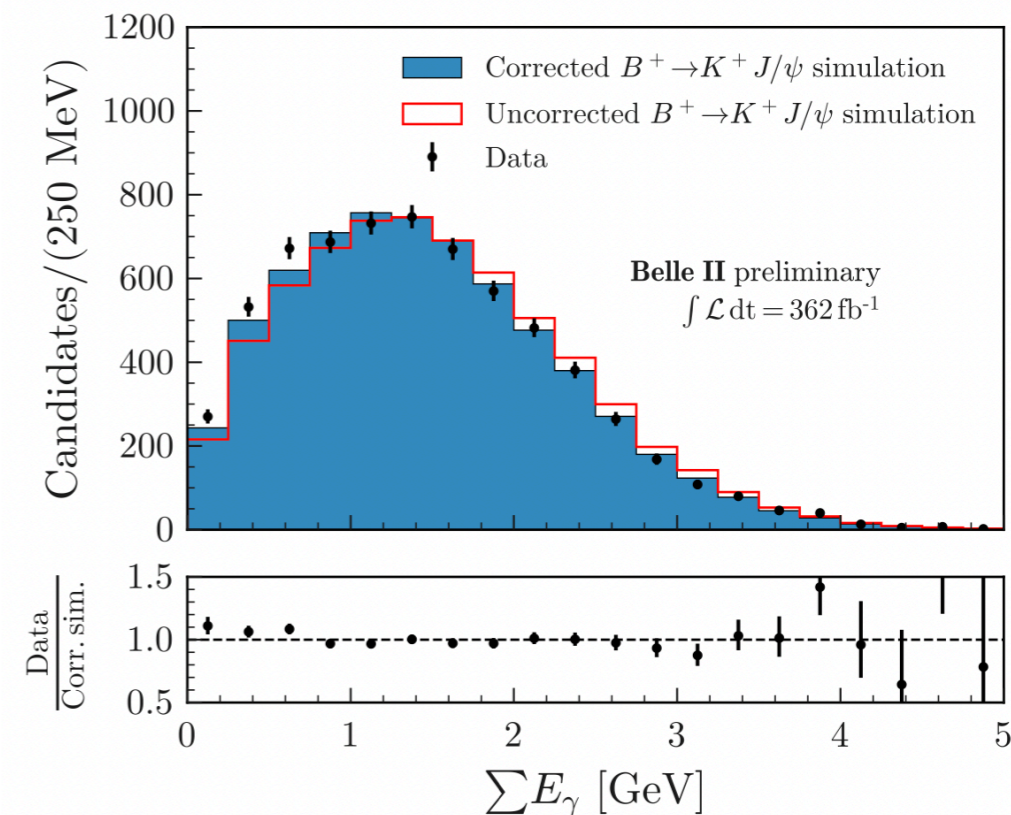 1200
1000
800
600
400
200
0
Candidates/(250 MeV)
Corrected B⁺→K⁺J/ψ simulation
Uncorrected B⁺→K⁺J/ψ simulation
Data
Belle II preliminary
∫ ℒ dt = 362 fb⁻¹
1.5
1.0
0.5
Data
Corr. sim.
0 1 2 3 4 5
∑Eγ [GeV]